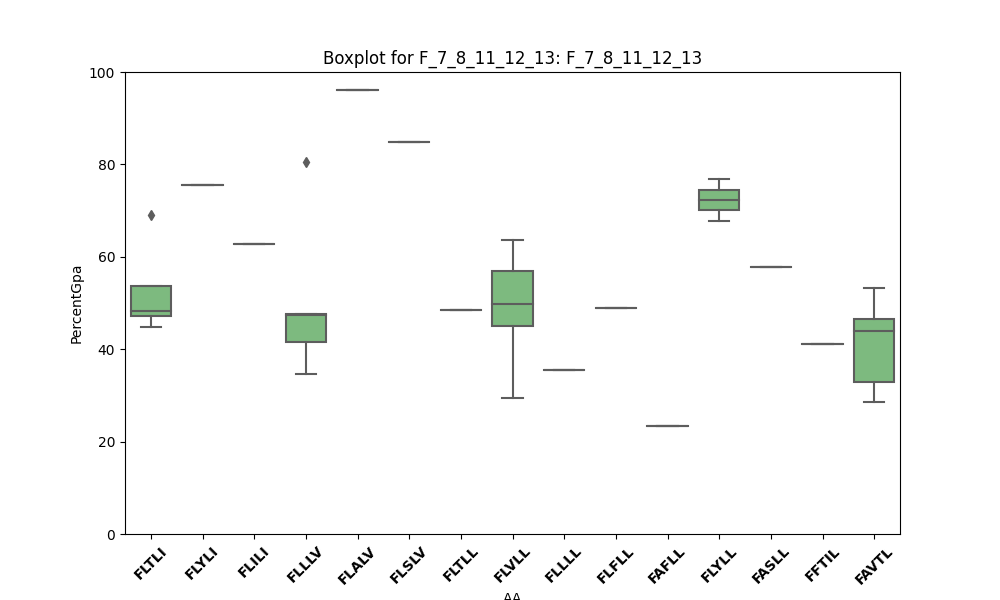 Boxplot for F_7_8_11_12_13: F_7_8_11_12_13
100
80
60
40
20
0
PercentGpa
FLTLI
FLYLI
FLILI
FLLLV
FLALV
FLSLV
FLTLL
FLVLL
FLLLL
FLFLL
FAFLL
FLYLL
FASLL
FFTIL
FAVTL
AA